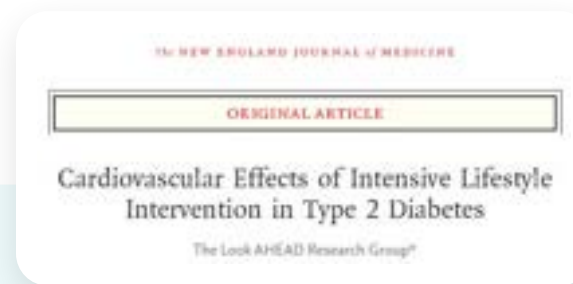 The NEW ENGLAND JOURNAL of MEDICINE
ORIGINAL ARTICLE
Cardiovascular Effects of Intensive Lifestyle
Intervention in Type 2 Diabetes
The Look AHEAD Research Group*